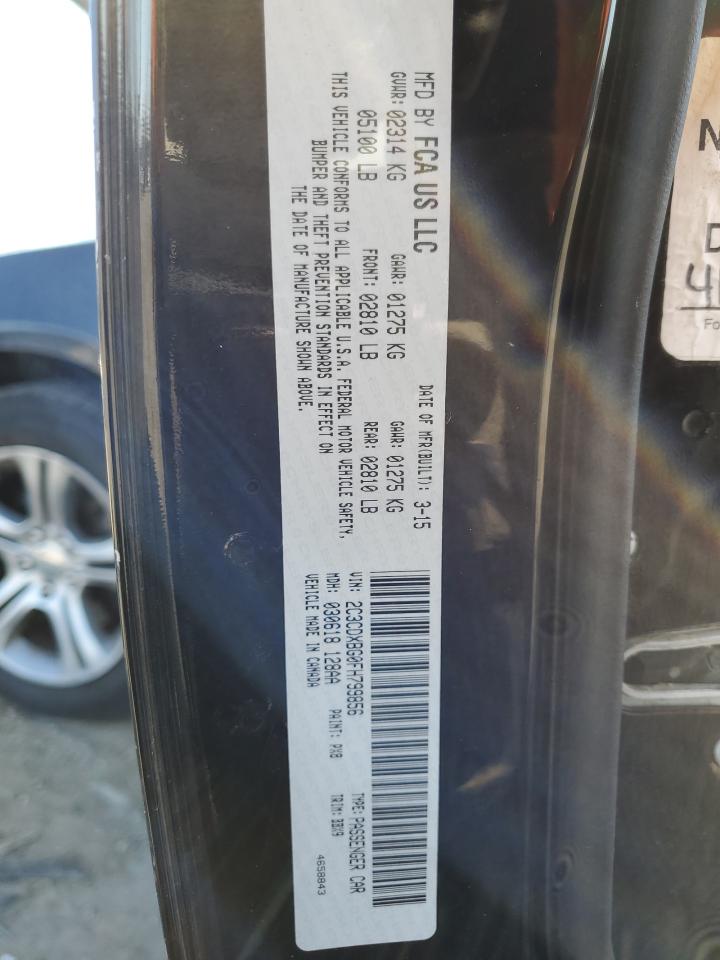 MFD BY FCA US LLC
DATE OF MFR(BUILT): 3-15
GVWR: 02314 KG GAWR: 01275 KG GAWR: 01275 KG
05100 LB FRONT: 02810 LB REAR: 02810 LB
THIS VEHICLE CONFORMS TO ALL APPLICABLE U.S.A. FEDERAL MOTOR VEHICLE SAFETY,
BUMPER AND THEFT PREVENTION STANDARDS IN EFFECT ON
THE DATE OF MANUFACTURE SHOWN ABOVE.
VIN: 2C3CDXBG0FH799856 TYPE: PASSENGER CAR
MDH: 030618 128AA PAINT: PX8 TRIM:
VEHICLE MADE IN CANADA
4658843
N
Fo